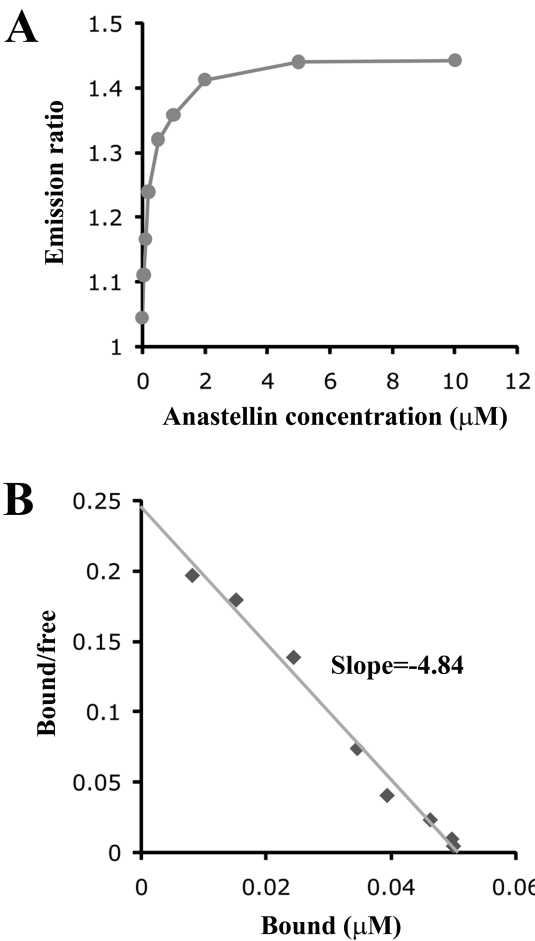 A
1.5
1.4
1.3
1.2
1.1
1
Emission ratio
0 2 4 6 8 10 12
Anastellin concentration (μM)
B
0.25
0.2
0.15
0.1
0.05
0
Bound/free
Slope=-4.84
0 0.02 0.04 0.06
Bound (μM)